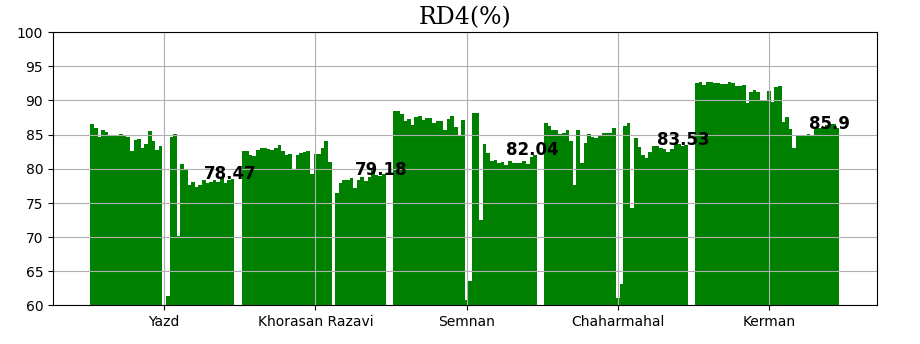 RD4(%)
100
95
90
85
80
75
70
65
60
78.47
79.18
82.04
83.53
85.9
Yazd
Khorasan Razavi
Semnan
Chaharmahal
Kerman